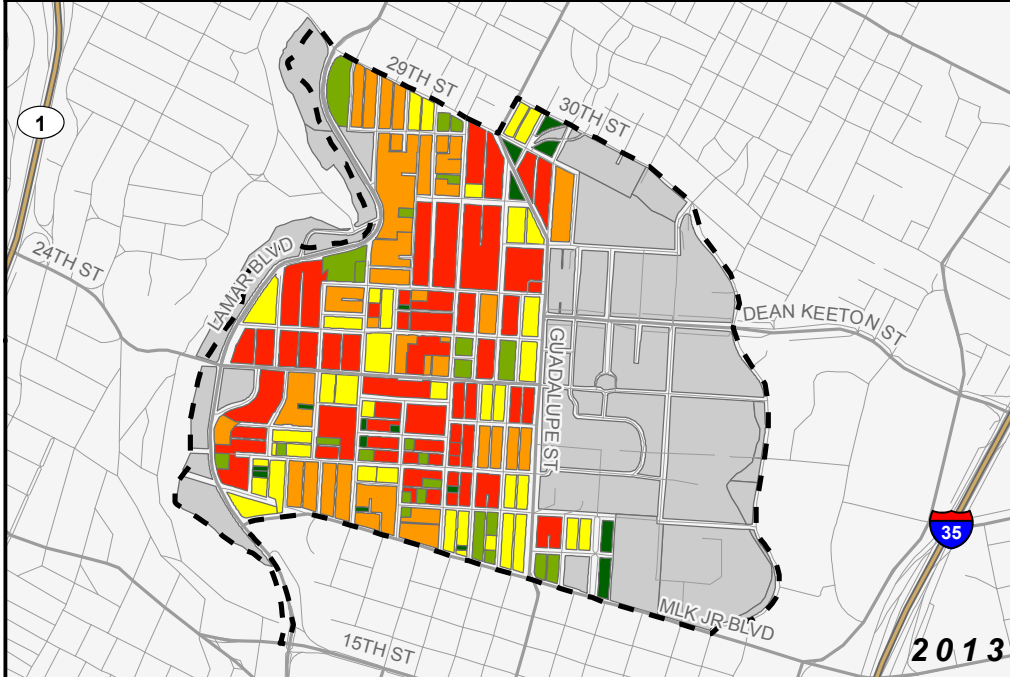 29TH ST
30TH ST
1
24TH ST
LAMAR BLVD
DEAN KEETON ST
GUADALUPE ST
35
MLK JR BLVD
15TH ST
2013